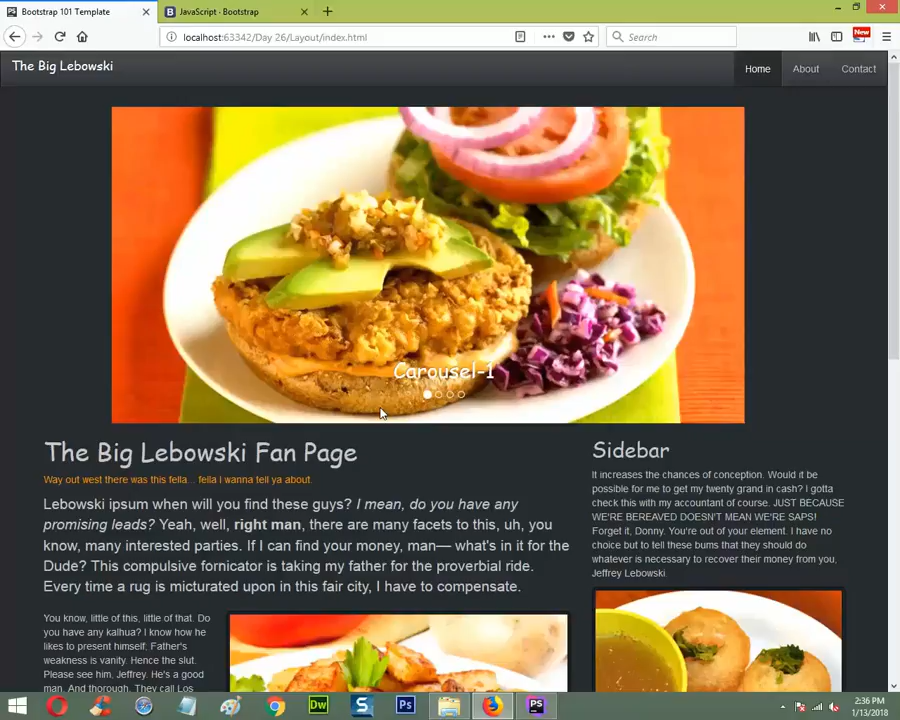 Bootstrap 101 Template
JavaScript · Bootstrap
localhost:63342/Day 26/Layout/index.html
Search
New
The Big Lebowski
Home
About
Contact
Carousel-1
The Big Lebowski Fan Page
Way out west there was this fella... fella i wanna tell ya about.
Lebowski ipsum when will you find these guys? I mean, do you have any
promising leads? Yeah, well, right man, there are many facets to this, uh, you
know, many interested parties. If I can find your money, man— what's in it for the
Dude? This compulsive fornicator is taking my father for the proverbial ride.
Every time a rug is micturated upon in this fair city, I have to compensate.
You know, little of this, little of that. Do
you have any kalhua? I know how he
likes to present himself. Father's
weakness is vanity. Hence the slut.
Please see him, Jeffrey. He's a good
man. And thorough. They call Los
Sidebar
It increases the chances of conception. Would it be
possible for me to get my twenty grand in cash? I gotta
check this with my accountant of course. JUST BECAUSE
WE'RE BEREAVED DOESN'T MEAN WE'RE SAPS!
Forget it, Donny. You're out of your element. I have no
choice but to tell these bums that they should do
whatever is necessary to recover their money from you,
Jeffrey Lebowski.
Dw
S
Ps
PS
2:36 PM
1/13/2018